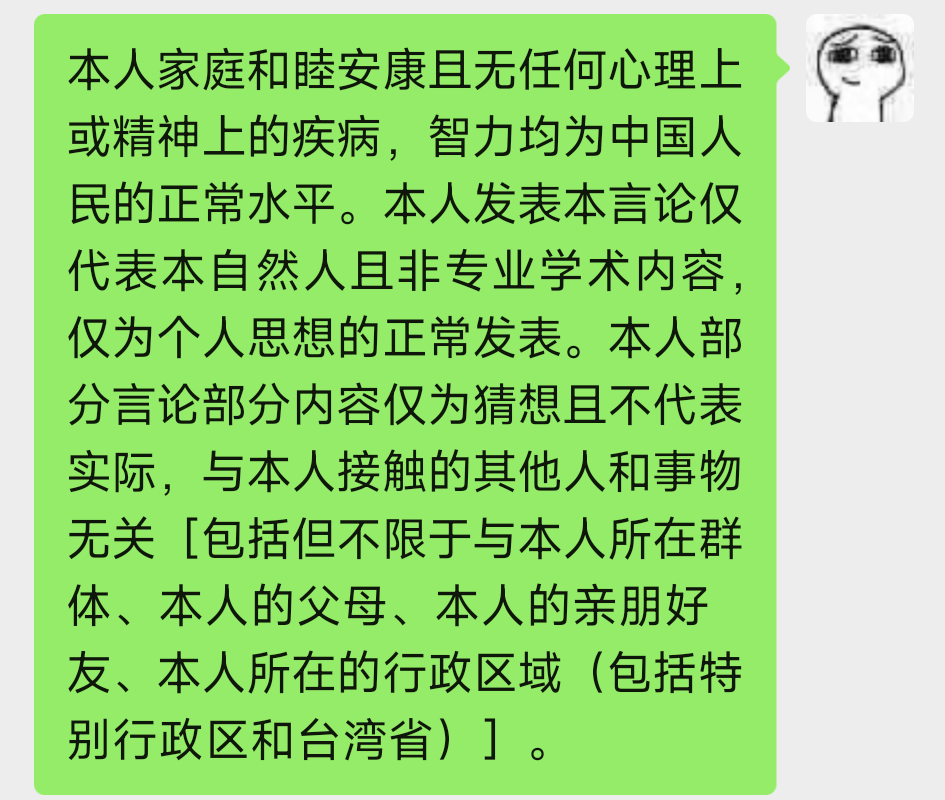 本人家庭和睦安康且无任何心理上
或精神上的疾病，智力均为中国人
民的正常水平。本人发表本言论仅
代表本自然人且非专业学术内容，
仅为个人思想的正常发表。本人部
分言论部分内容仅为猜想且不代表
实际，与本人接触的其他人和事物
无关［包括但不限于与本人所在群
体、本人的父母、本人的亲朋好
友、本人所在的行政区域（包括特
别行政区和台湾省）］。